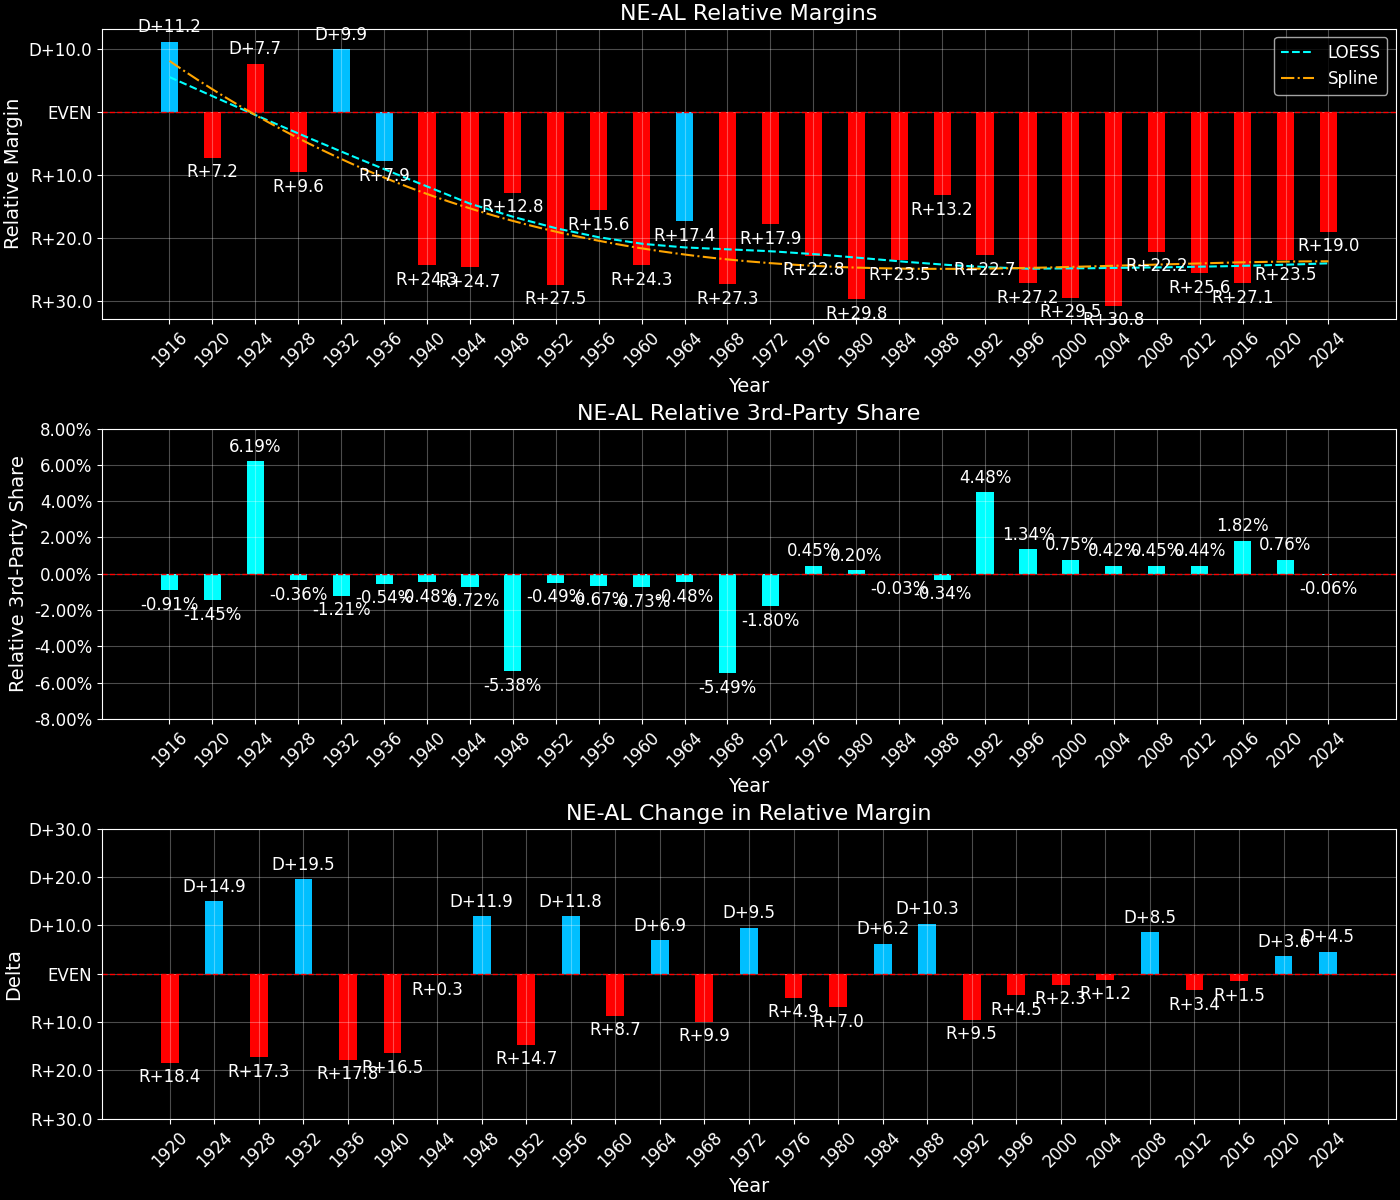 NE-AL Relative Margins
Relative Margin
D+10.0
EVEN
R+10.0
R+20.0
R+30.0
LOESS
Spline
D+11.2
R+7.2
D+7.7
R+9.6
D+9.9
R+7.9
R+24.3
R+24.7
R+12.8
R+27.5
R+15.6
R+24.3
R+17.4
R+27.3
R+17.9
R+22.8
R+29.8
R+23.5
R+13.2
R+22.7
R+27.2
R+29.5
R+30.8
R+22.2
R+25.6
R+27.1
R+23.5
R+19.0
1916 1920 1924 1928 1932 1936 1940 1944 1948 1952 1956 1960 1964 1968 1972 1976 1980 1984 1988 1992 1996 2000 2004 2008 2012 2016 2020 2024
Year
NE-AL Relative 3rd-Party Share
Relative 3rd-Party Share
8.00%
6.00%
4.00%
2.00%
0.00%
-2.00%
-4.00%
-6.00%
-8.00%
-0.91%
-1.45%
6.19%
-0.36%
-1.21%
-0.54%
-0.48%
-0.72%
-5.38%
-0.49%
-0.67%
-0.73%
-0.48%
-5.49%
-1.80%
0.45%
0.20%
-0.03%
-0.34%
4.48%
1.34%
0.75%
0.42%
0.45%
0.44%
1.82%
0.76%
-0.06%
1916 1920 1924 1928 1932 1936 1940 1944 1948 1952 1956 1960 1964 1968 1972 1976 1980 1984 1988 1992 1996 2000 2004 2008 2012 2016 2020 2024
Year
NE-AL Change in Relative Margin
Delta
D+30.0
D+20.0
D+10.0
EVEN
R+10.0
R+20.0
R+30.0
R+18.4
D+14.9
R+17.3
D+19.5
R+17.8
R+16.5
R+0.3
D+11.9
R+14.7
D+11.8
R+8.7
D+6.9
R+9.9
D+9.5
R+4.9
R+7.0
D+6.2
D+10.3
R+9.5
R+4.5
R+2.3
R+1.2
D+8.5
R+3.4
R+1.5
D+3.6
D+4.5
1920 1924 1928 1932 1936 1940 1944 1948 1952 1956 1960 1964 1968 1972 1976 1980 1984 1988 1992 1996 2000 2004 2008 2012 2016 2020 2024
Year